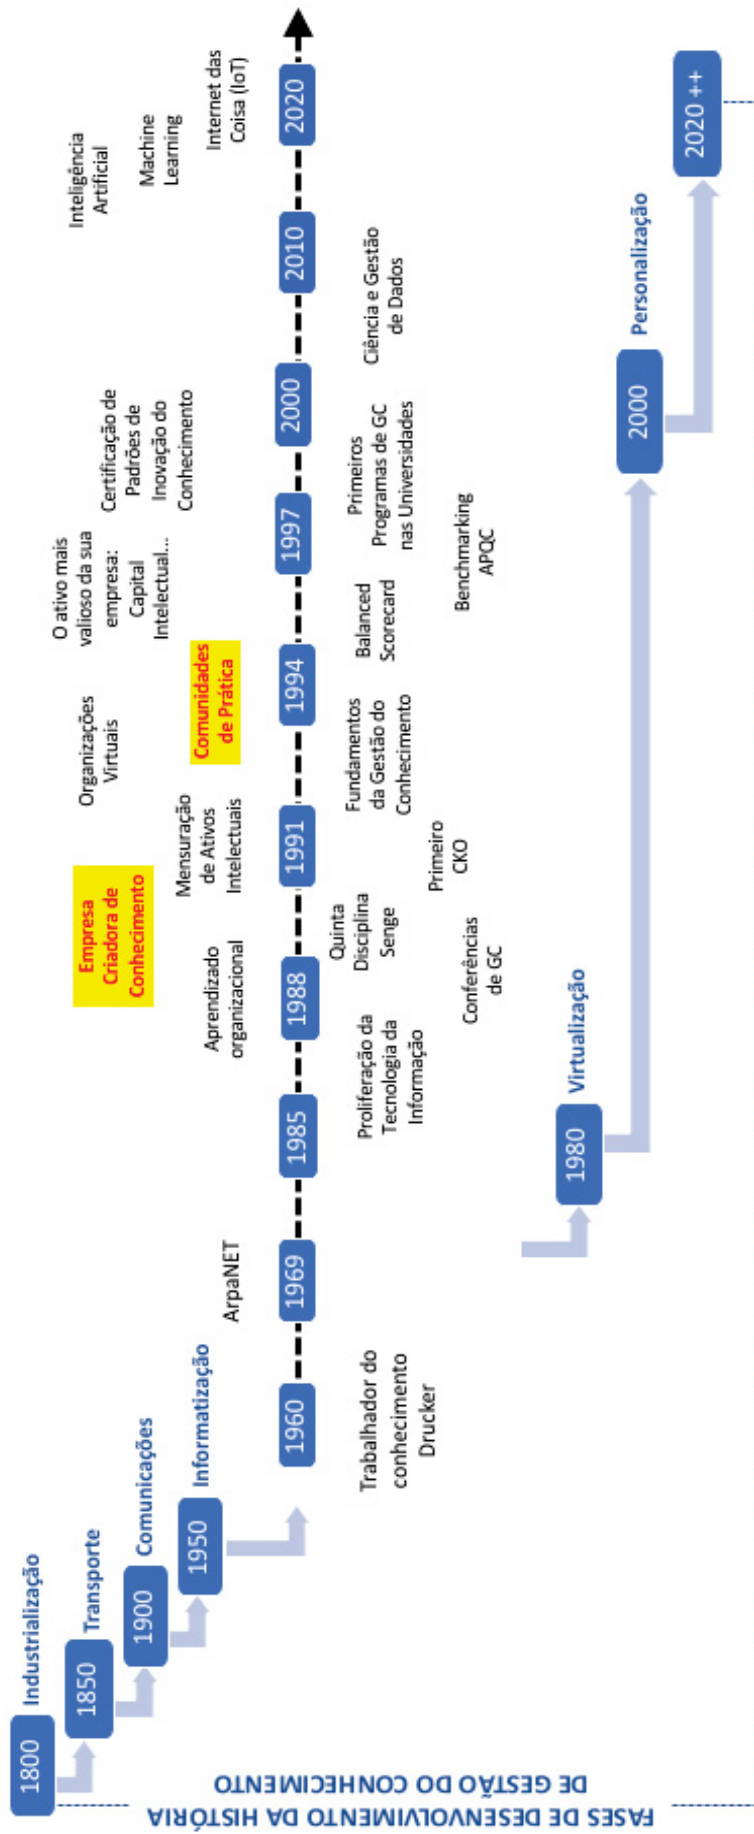 FASES DE DESENVOLVIMENTO DA HISTÓRIA
DE GESTÃO DO CONHECIMENTO
1800
Industrialização
1850
Transporte
1900
Comunicações
1950
Informatização
1960
Trabalhador do
conhecimento
Drucker
1969
ArpaNET
1985
Proliferação da
Tecnologia da
Informação
1988
Aprendizado
organizacional
Empresa
Criadora de
Conhecimento
Quinta
Disciplina
Senge
Conferências
de GC
1991
Mensuração
de Ativos
Intelectuais
Primeiro
CKO
Organizações
Virtuais
Fundamentos
da Gestão do
Conhecimento
1994
Comunidades
de Prática
O ativo mais
valioso da sua
empresa:
Capital
Intelectual...
Balanced
Scorecard
Benchmarking
APQC
1997
Certificação de
Padrões de
Inovação do
Conhecimento
Primeiros
Programas de GC
nas Universidades
2000
Ciência e Gestão
de Dados
2010
Inteligência
Artificial
Machine
Learning
Internet das
Coisa (IoT)
2020
1980
Virtualização
2000
Personalização
2020 ++